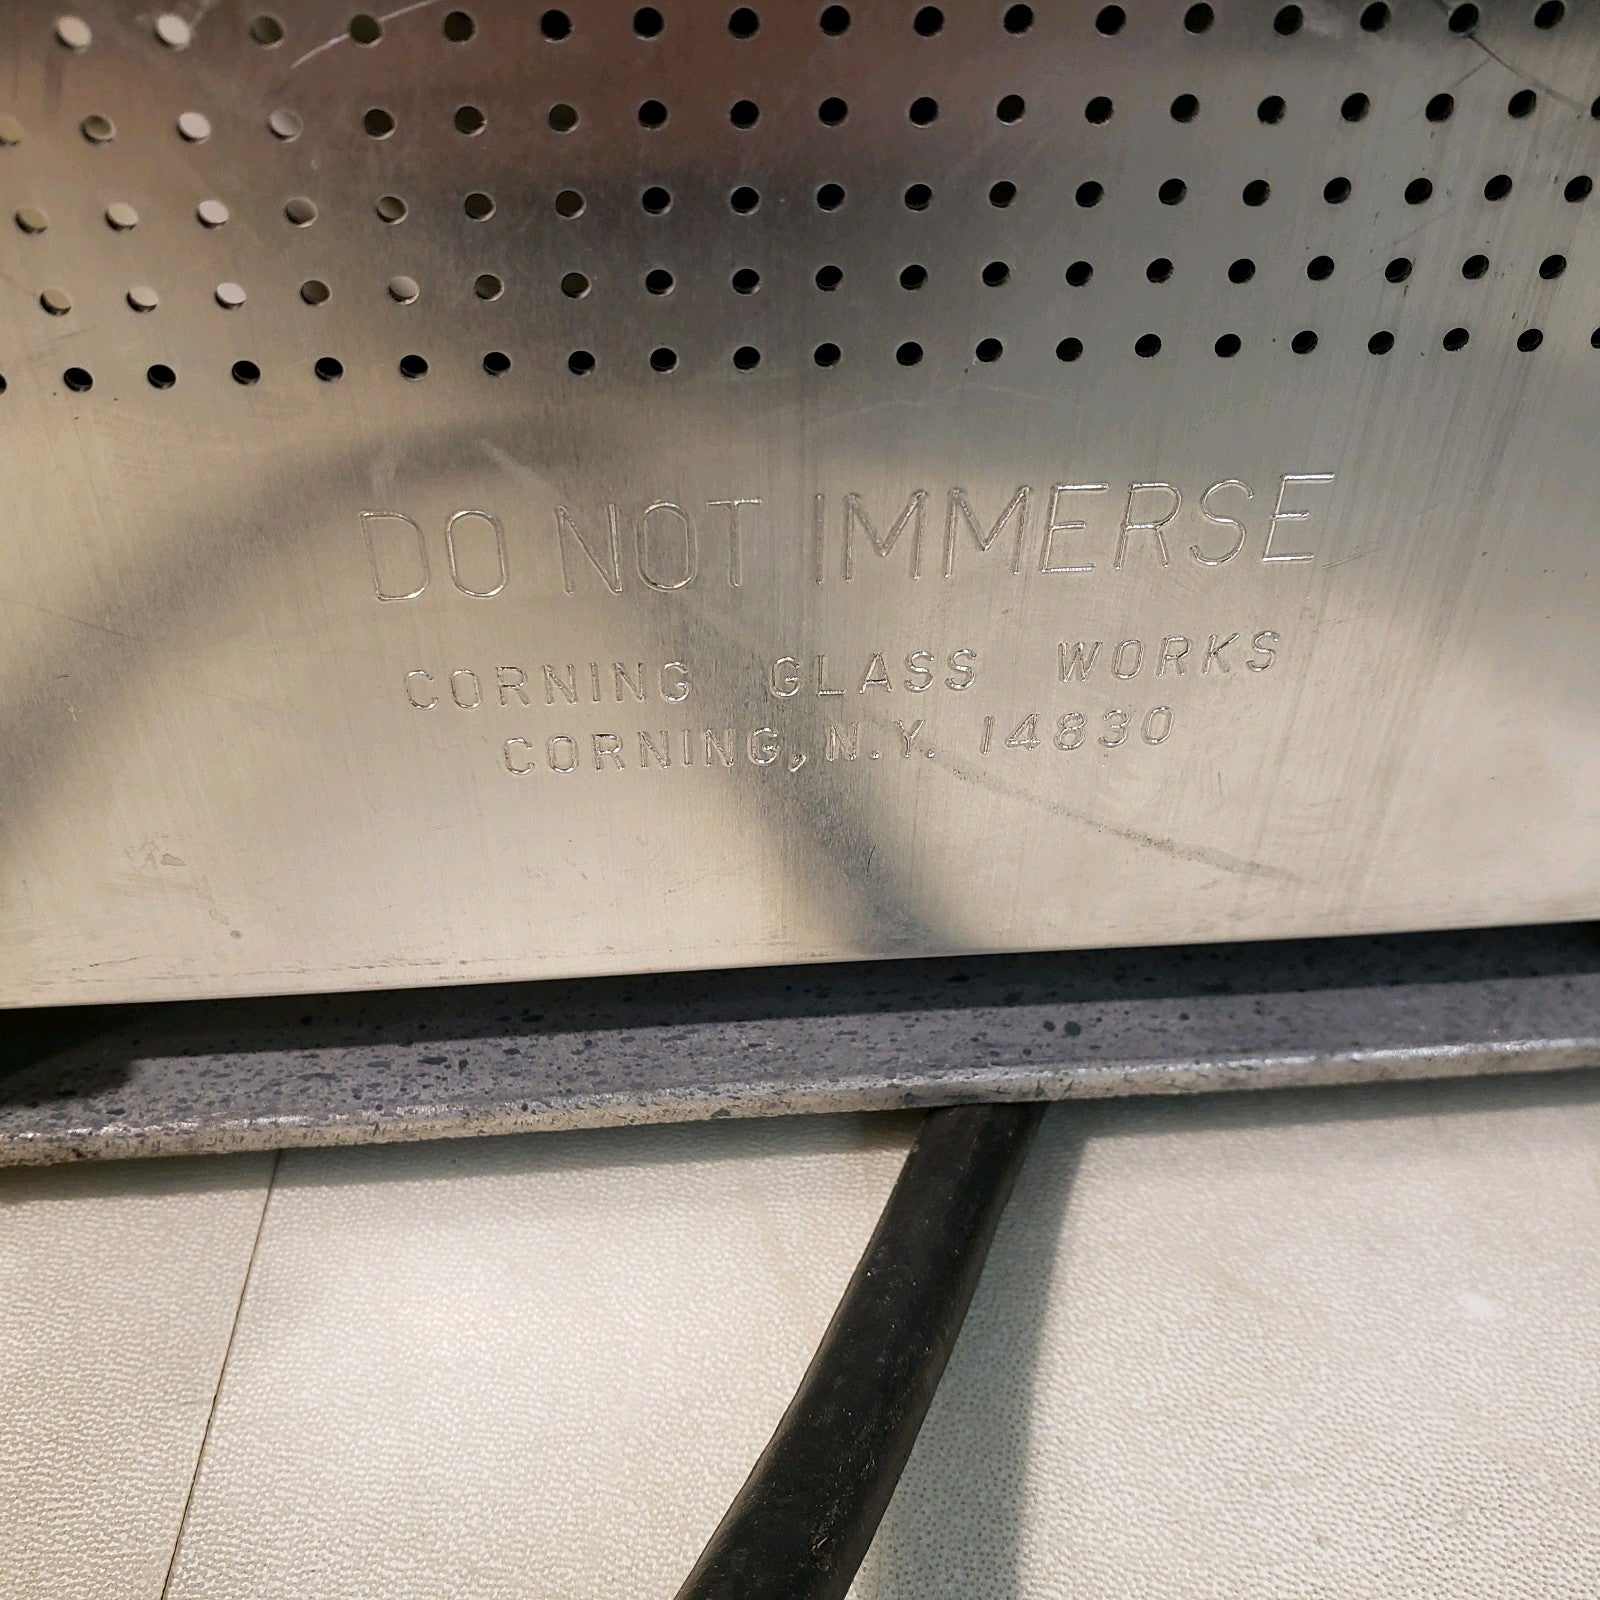 DO NOT IMMERSE
CORNING GLASS WORKS
CORNING, N.Y. 14830